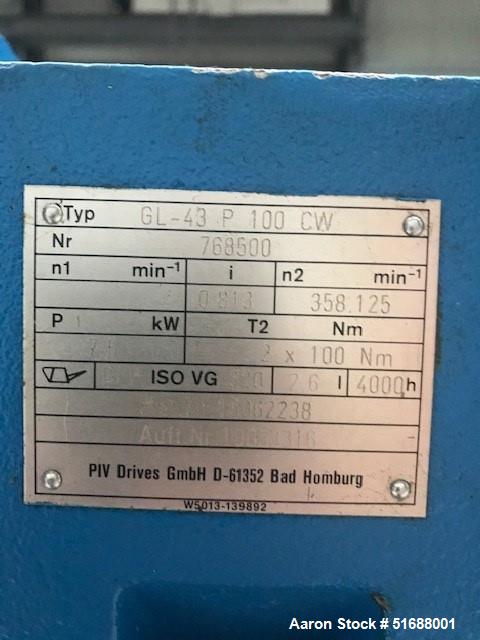 Typ GL-43 P 100 CW
Nr 768500
n1 min-1 i n2 min-1
0.813 358.125
P kW T2 Nm
2 x 100 Nm
ISO VG 2.6 l 4000h
Auft.Nr.
PIV Drives GmbH D-61352 Bad Homburg
W5013-139892
Aaron Stock # 51688001